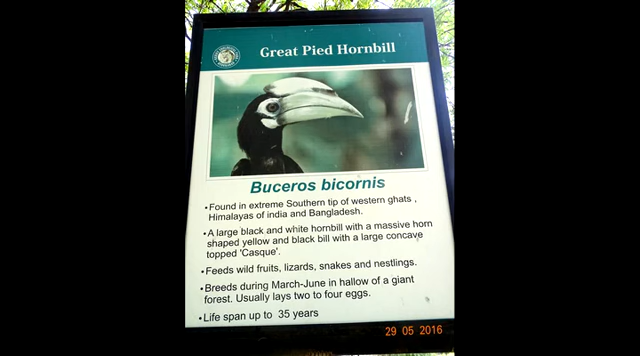 Great Pied Hornbill
Buceros bicornis
•Found in extreme Southern tip of western ghats ,
Himalayas of india and Bangladesh.
•A large black and white hornbill with a massive horn
shaped yellow and black bill with a large concave
topped 'Casque'.
•Feeds wild fruits, lizards, snakes and nestlings.
•Breeds during March-June in hallow of a giant
forest. Usually lays two to four eggs.
•Life span up to 35 years
29 05 2016